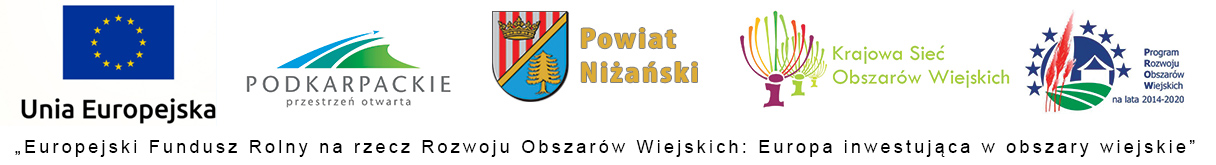 Unia Europejska
PODKARPACKIE
przestrzeń otwarta
Powiat
Niżański
Krajowa Sieć
Obszarów Wiejskich
Program
Rozwoju
Obszarów
Wiejskich
na lata 2014-2020
„Europejski Fundusz Rolny na rzecz Rozwoju Obszarów Wiejskich: Europa inwestująca w obszary wiejskie”